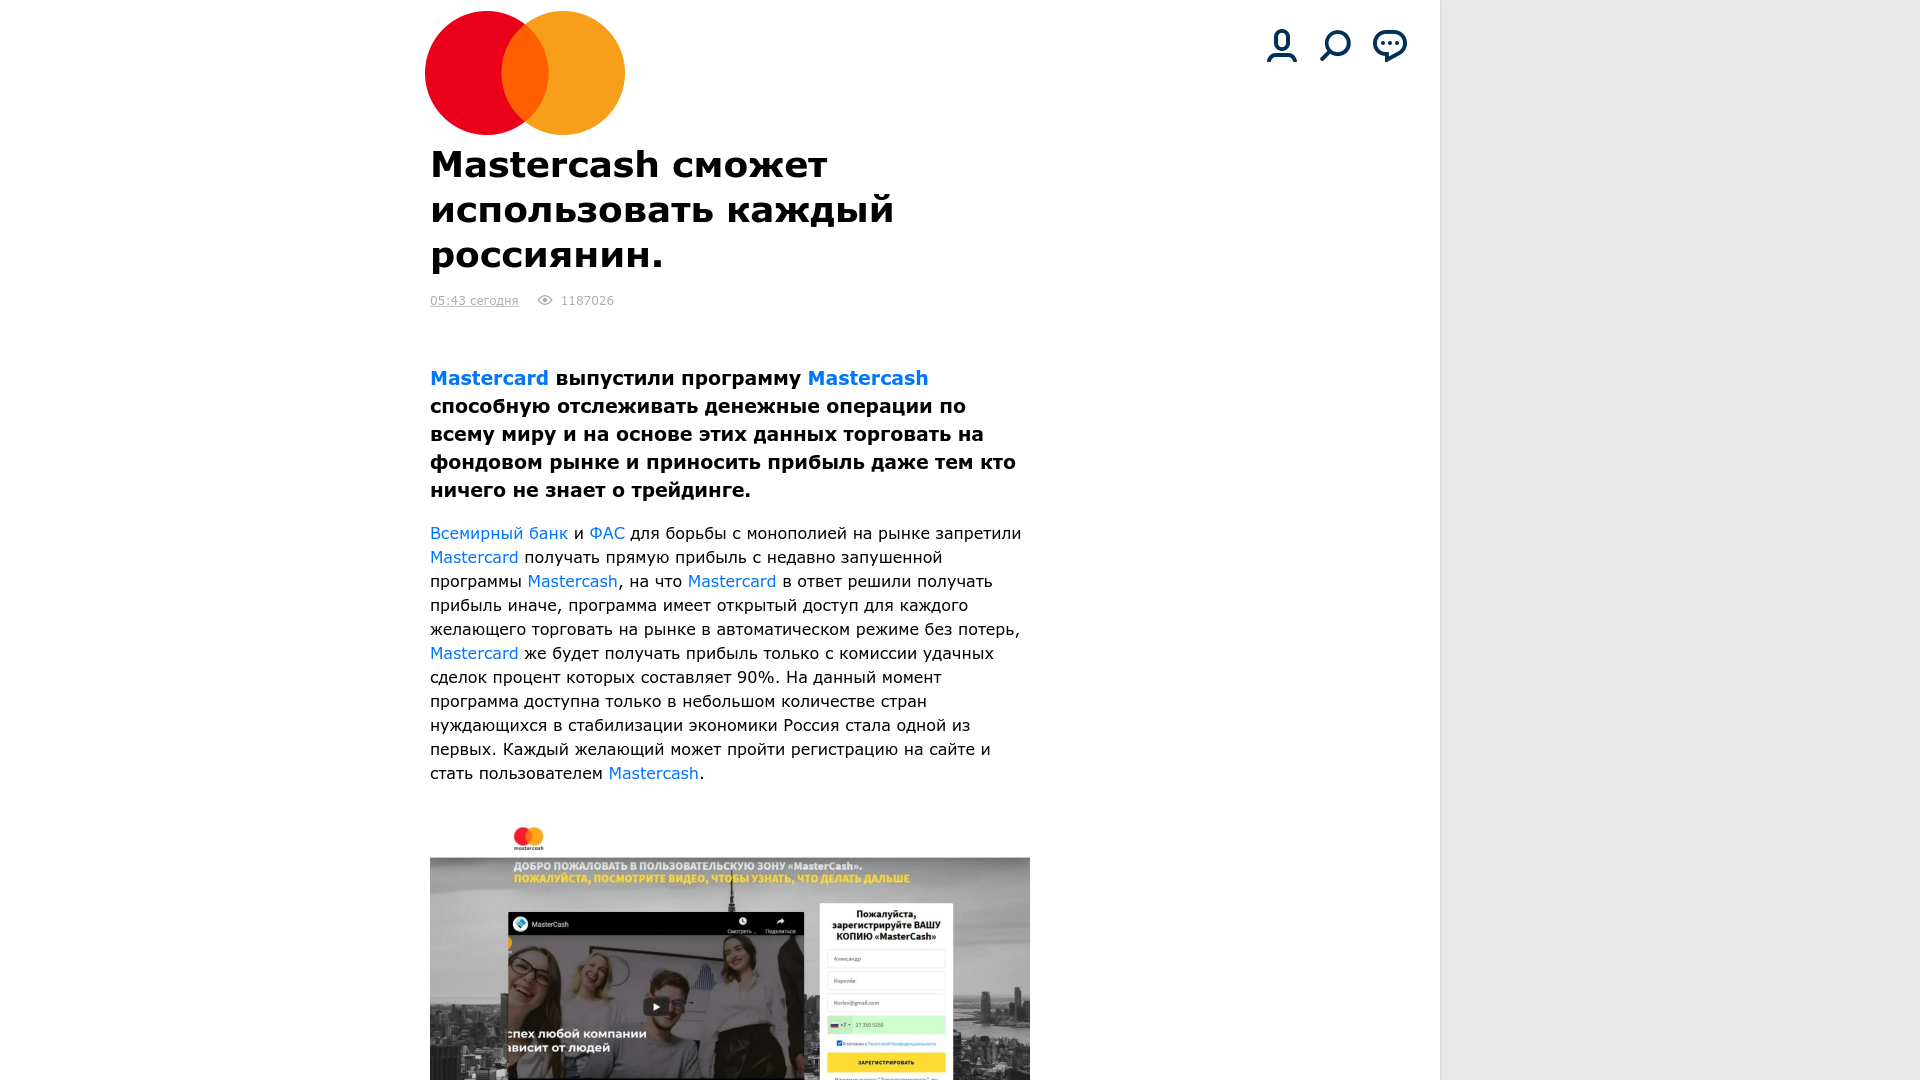 Mastercash сможет
использовать каждый
россиянин.
05:43 сегодня 1187026
Mastercard выпустили программу Mastercash
способную отслеживать денежные операции по
всему миру и на основе этих данных торговать на
фондовом рынке и приносить прибыль даже тем кто
ничего не знает о трейдинге.
Всемирный банк и ФАС для борьбы с монополией на рынке запретили
Mastercard получать прямую прибыль с недавно запушенной
программы Mastercash, на что Mastercard в ответ решили получать
прибыль иначе, программа имеет открытый доступ для каждого
желающего торговать на рынке в автоматическом режиме без потерь,
Mastercard же будет получать прибыль только с комиссии удачных
сделок процент которых составляет 90%. На данный момент
программа доступна только в небольшом количестве стран
нуждающихся в стабилизации экономики Россия стала одной из
первых. Каждый желающий может пройти регистрацию на сайте и
стать пользователем Mastercash.
mastercash
ДОБРО ПОЖАЛОВАТЬ В ПОЛЬЗОВАТЕЛЬСКУЮ ЗОНУ «MasterCash».
ПОЖАЛУЙСТА, ПОСМОТРИТЕ ВИДЕО, ЧТОБЫ УЗНАТЬ, ЧТО ДЕЛАТЬ ДАЛЬШЕ
MasterCash
Смотреть ... Поделиться
спех любой компании
ависит от людей
Пожалуйста,
зарегистрируйте ВАШУ
КОПИЮ «MasterCash»
Александр
Королёв
Korlev@gmail.com
+7 27 330 5250
Я согласен с Политикой Конфиденциальности
ЗАРЕГИСТРИРОВАТЬ